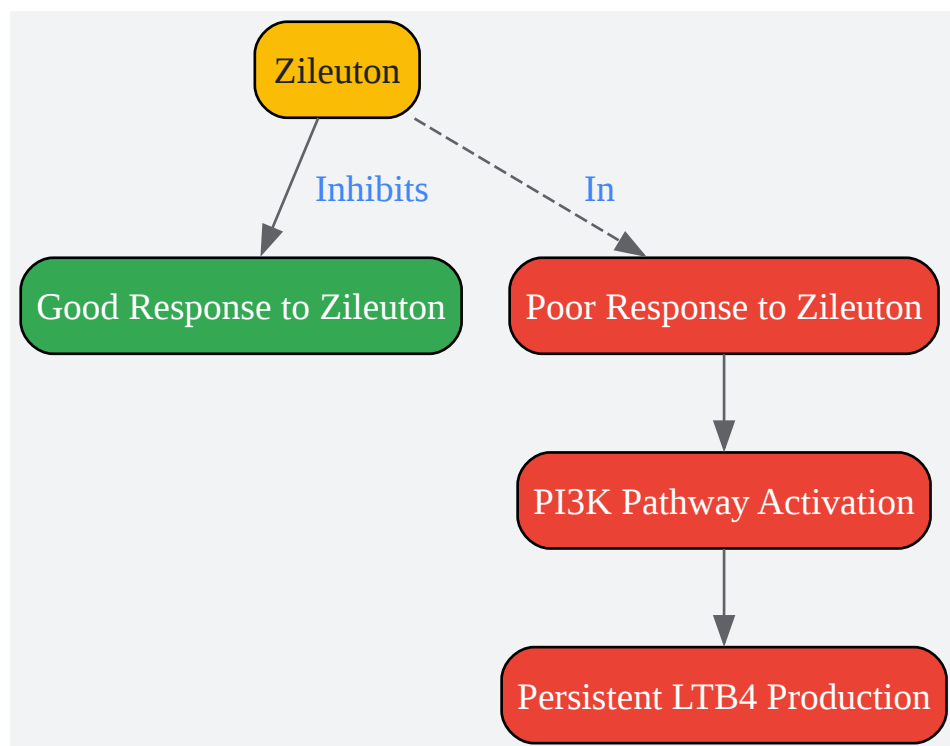 Zileuton
Inhibits
In
Good Response to Zileuton
Poor Response to Zileuton
PI3K Pathway Activation
Persistent LTB4 Production